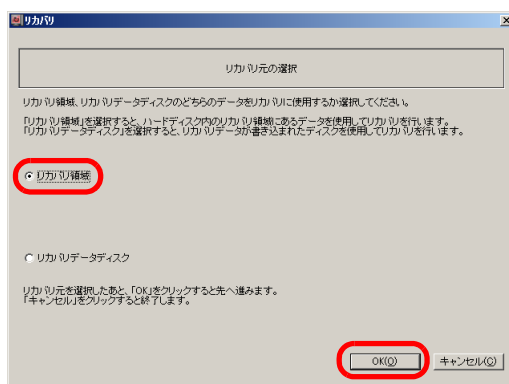 リカバリ
リカバリ元の選択
リカバリ領域、リカバリデータディスクのどちらのデータをリカバリに使用するか選択してください。
「リカバリ領域」を選択すると、ハードディスク内のリカバリ領域にあるデータを使用してリカバリを行います。
「リカバリデータディスク」を選択すると、リカバリデータが書き込まれたディスクを使用してリカバリを行います。
リカバリ領域
リカバリデータディスク
リカバリ元を選択したあと、「OK」をクリックすると先へ進みます。
「キャンセル」をクリックすると終了します。
OK(O) キャンセル(C)